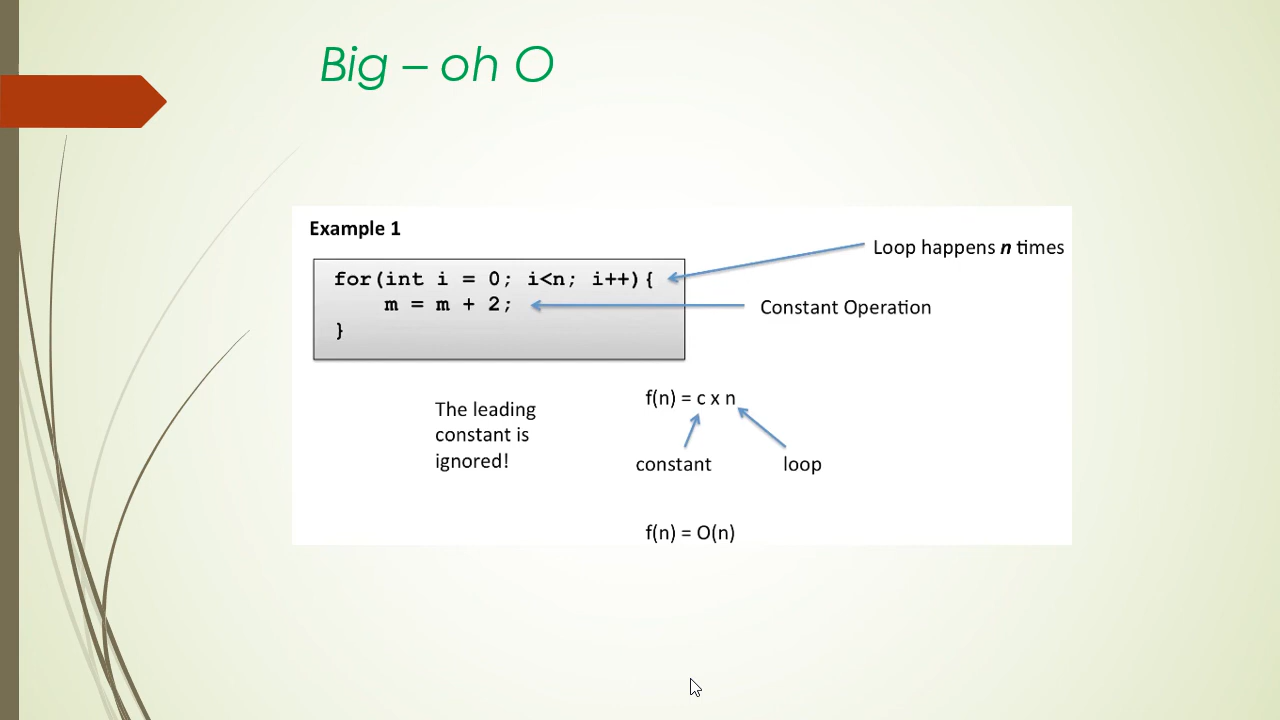 Big – oh O
Example 1
Loop happens n times
for(int i = 0; i<n; i++){
m = m + 2;
}
Constant Operation
f(n) = c x n
The leading
constant is
ignored!
constant
loop
f(n) = O(n)